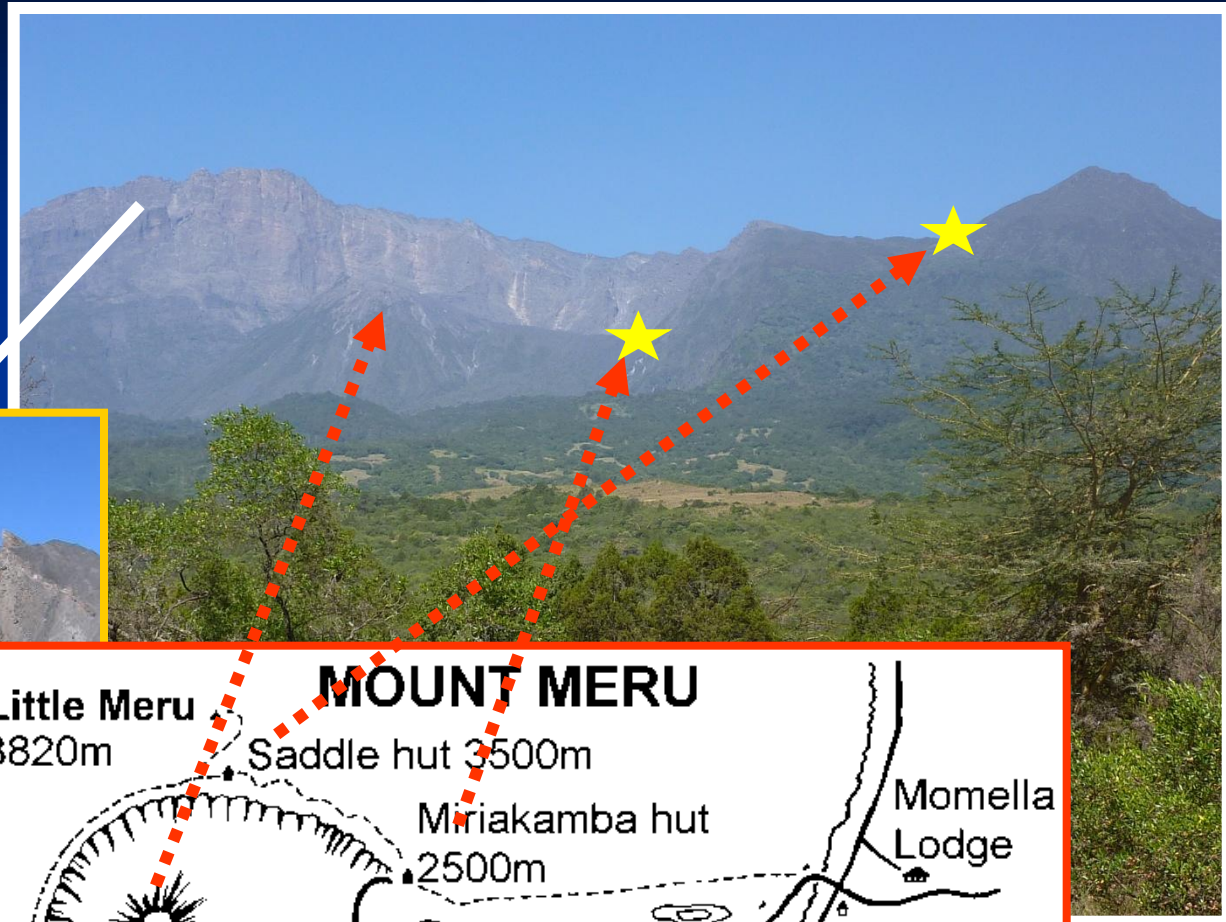 MOUNT MERU
Little Meru
3820m
Saddle hut 3500m
Miriakamba hut
2500m
Momella
Lodge